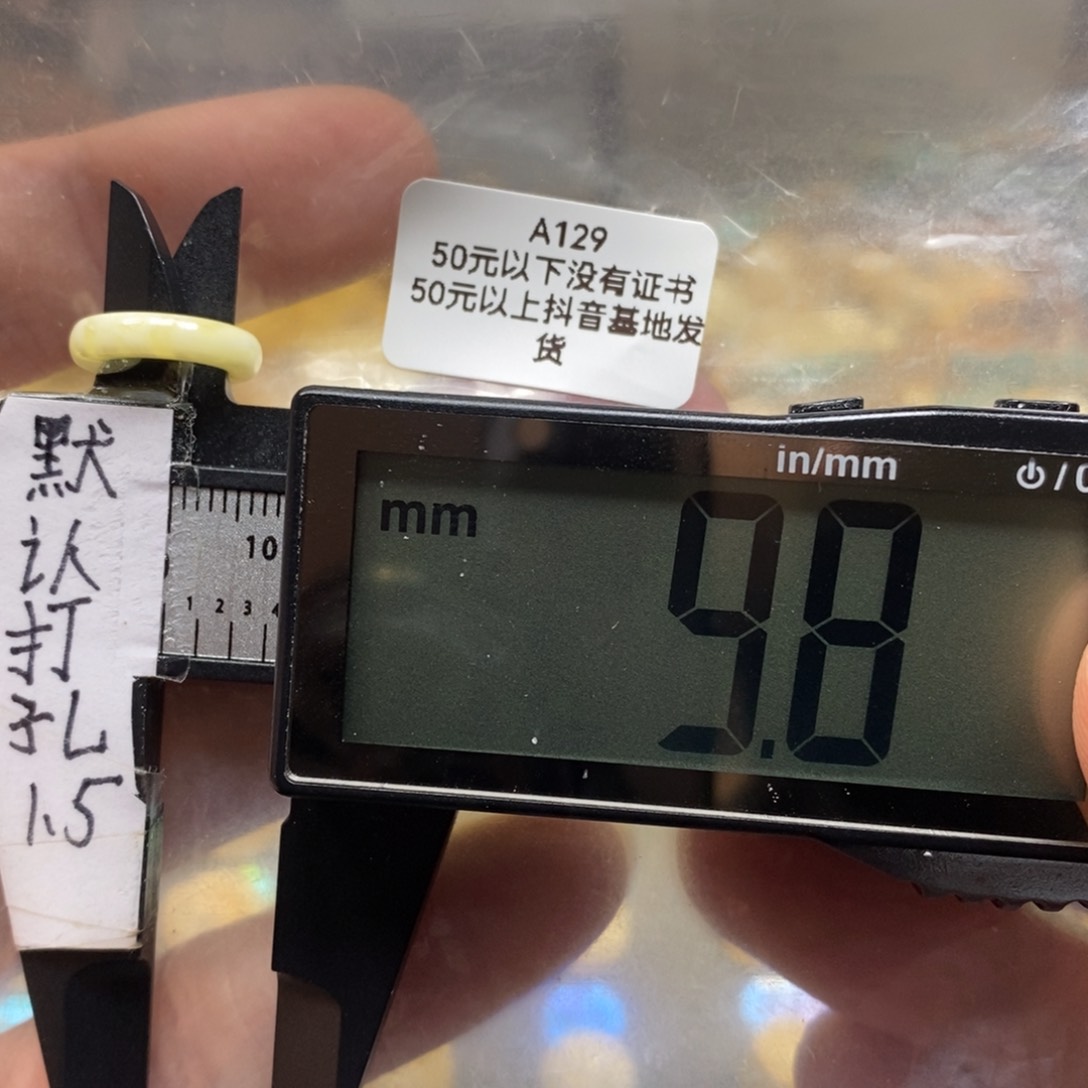 A129
50元以下没有证书
50元以上抖音基地发
货
in/mm
⏻/0
mm
9.8
10
1 2 3 4
默
认
打
孔
1.5